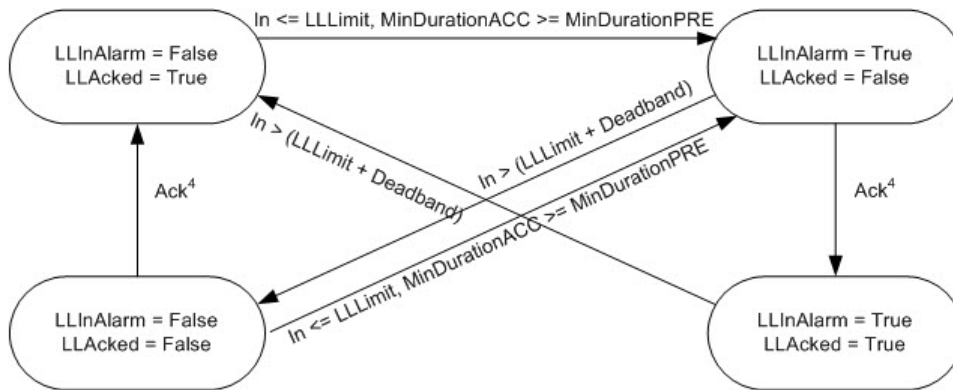 In <= LLLimit, MinDurationACC >= MinDurationPRE
LLInAlarm = False
LLAcked = True
LLInAlarm = True
LLAcked = False
In > (LLLimit + Deadband)
In > (LLLimit + Deadband)
In <= LLLimit, MinDurationACC >= MinDurationPRE
Ack4
Ack4
LLInAlarm = False
LLAcked = False
LLInAlarm = True
LLAcked = True